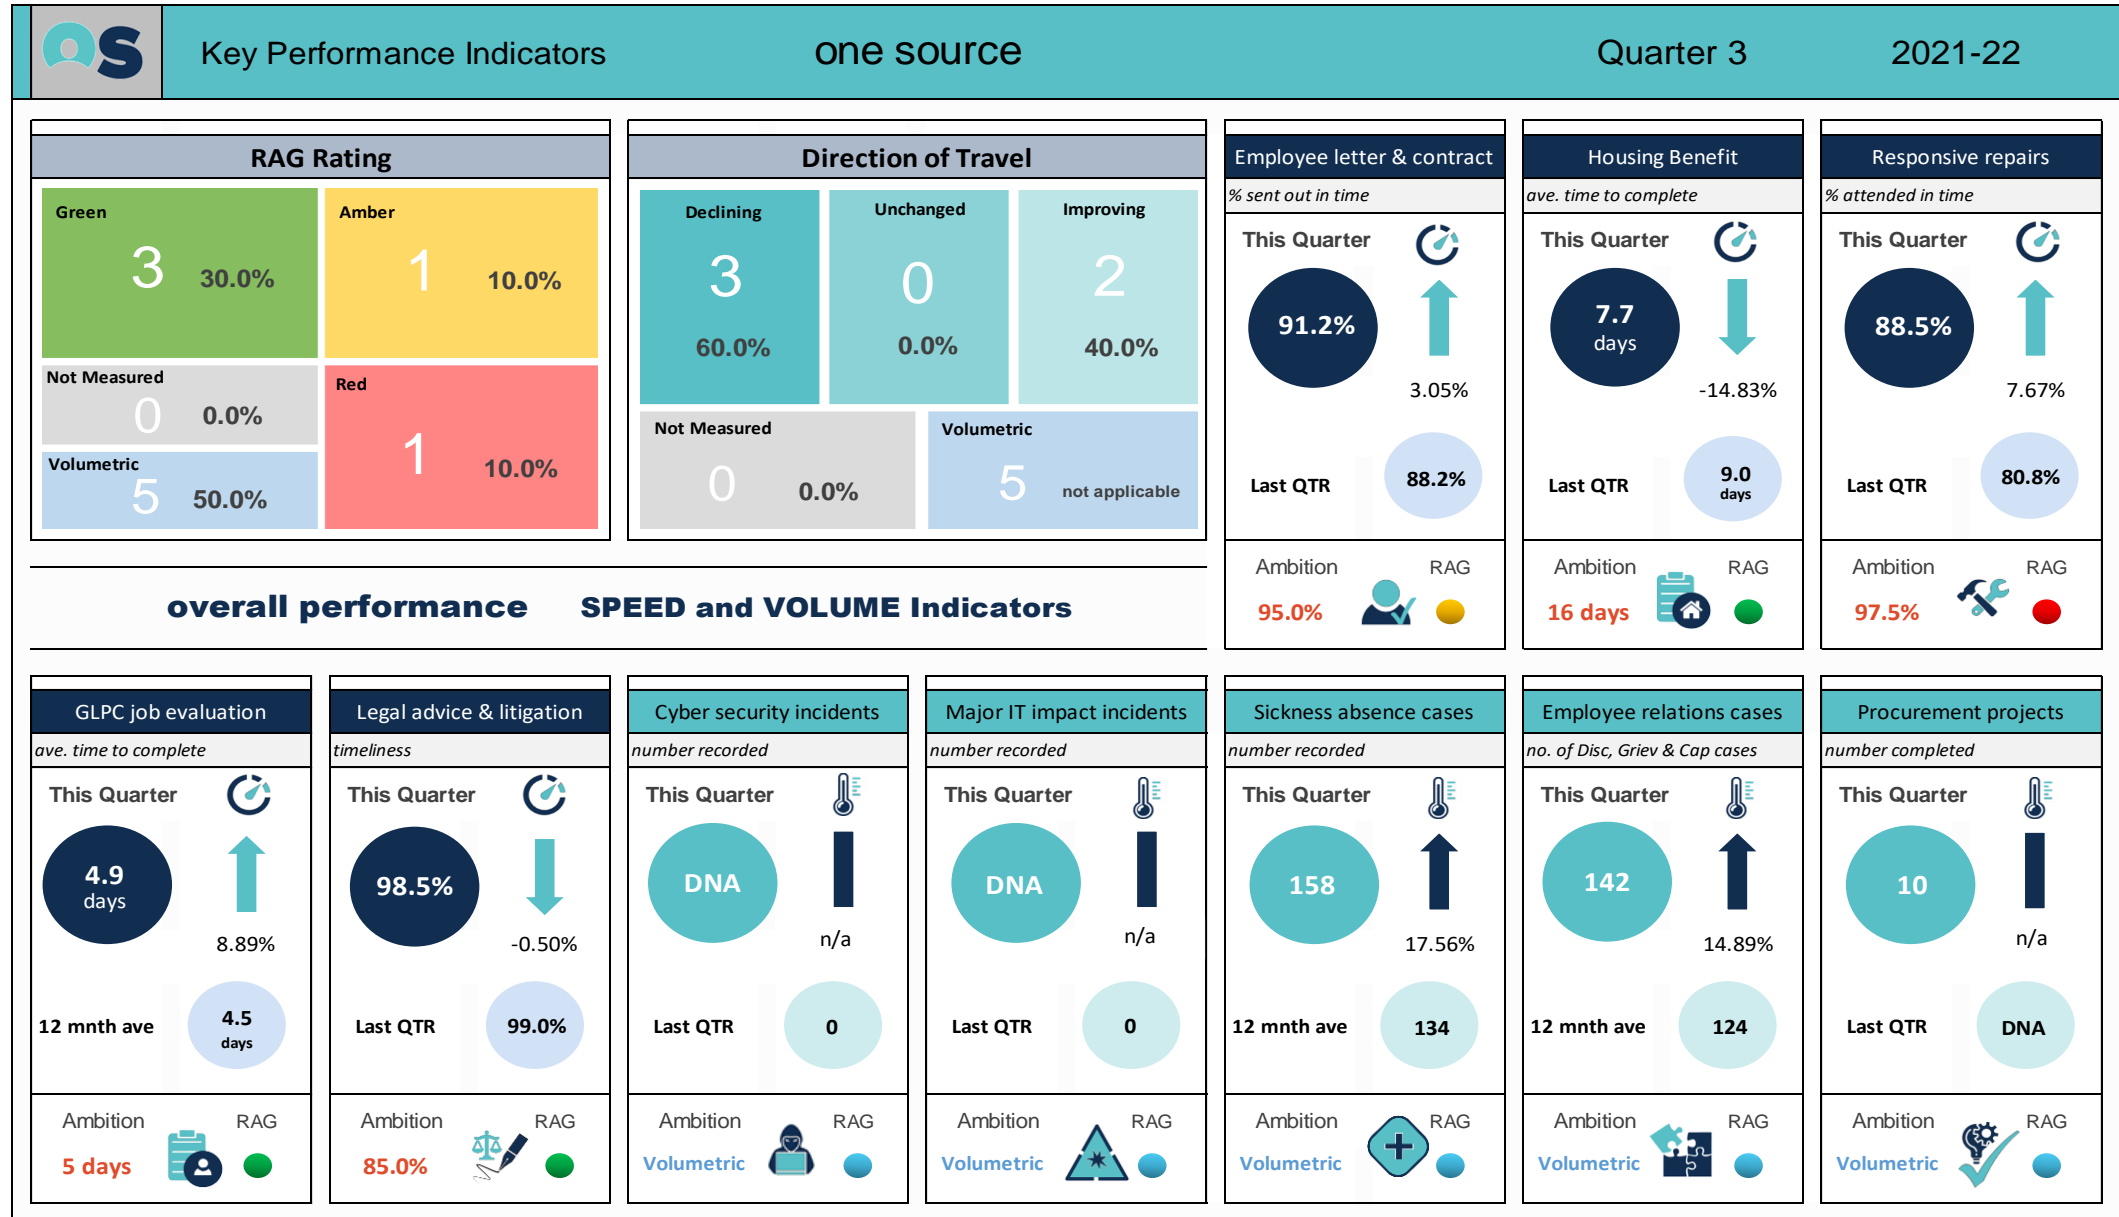 OS
Key Performance Indicators
one source
Quarter 3
2021-22
RAG Rating
Green
3
30.0%
Amber
1
10.0%
Not Measured
0
0.0%
Red
1
10.0%
Volumetric
5
50.0%
Direction of Travel
Declining
3
60.0%
Unchanged
0
0.0%
Improving
2
40.0%
Not Measured
0
0.0%
Volumetric
5
not applicable
Employee letter & contract
% sent out in time
This Quarter
91.2%
3.05%
Last QTR
88.2%
Ambition
RAG
95.0%
Housing Benefit
ave. time to complete
This Quarter
7.7
days
-14.83%
Last QTR
9.0
days
Ambition
RAG
16 days
Responsive repairs
% attended in time
This Quarter
88.5%
7.67%
Last QTR
80.8%
Ambition
RAG
97.5%
overall performance SPEED and VOLUME Indicators
GLPC job evaluation
ave. time to complete
This Quarter
4.9
days
8.89%
12 mnth ave
4.5
days
Ambition
RAG
5 days
Legal advice & litigation
timeliness
This Quarter
98.5%
-0.50%
Last QTR
99.0%
Ambition
RAG
85.0%
Cyber security incidents
number recorded
This Quarter
DNA
n/a
Last QTR
0
Ambition
RAG
Volumetric
Major IT impact incidents
number recorded
This Quarter
DNA
n/a
Last QTR
0
Ambition
RAG
Volumetric
Sickness absence cases
number recorded
This Quarter
158
17.56%
12 mnth ave
134
Ambition
RAG
Volumetric
Employee relations cases
no. of Disc, Griev & Cap cases
This Quarter
142
14.89%
12 mnth ave
124
Ambition
RAG
Volumetric
Procurement projects
number completed
This Quarter
10
n/a
Last QTR
DNA
Ambition
RAG
Volumetric